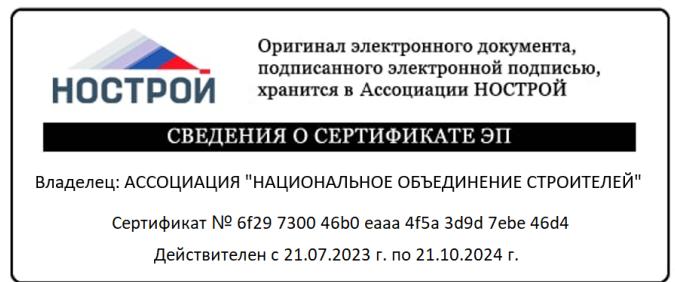 НОСТРОЙ
Оригинал электронного документа,
подписанного электронной подписью,
хранится в Ассоциации НОСТРОЙ
СВЕДЕНИЯ О СЕРТИФИКАТЕ ЭП
Владелец: АССОЦИАЦИЯ "НАЦИОНАЛЬНОЕ ОБЪЕДИНЕНИЕ СТРОИТЕЛЕЙ"
Сертификат № 6f29 7300 46b0 eaaa 4f5a 3d9d 7ebe 46d4
Действителен с 21.07.2023 г. по 21.10.2024 г.